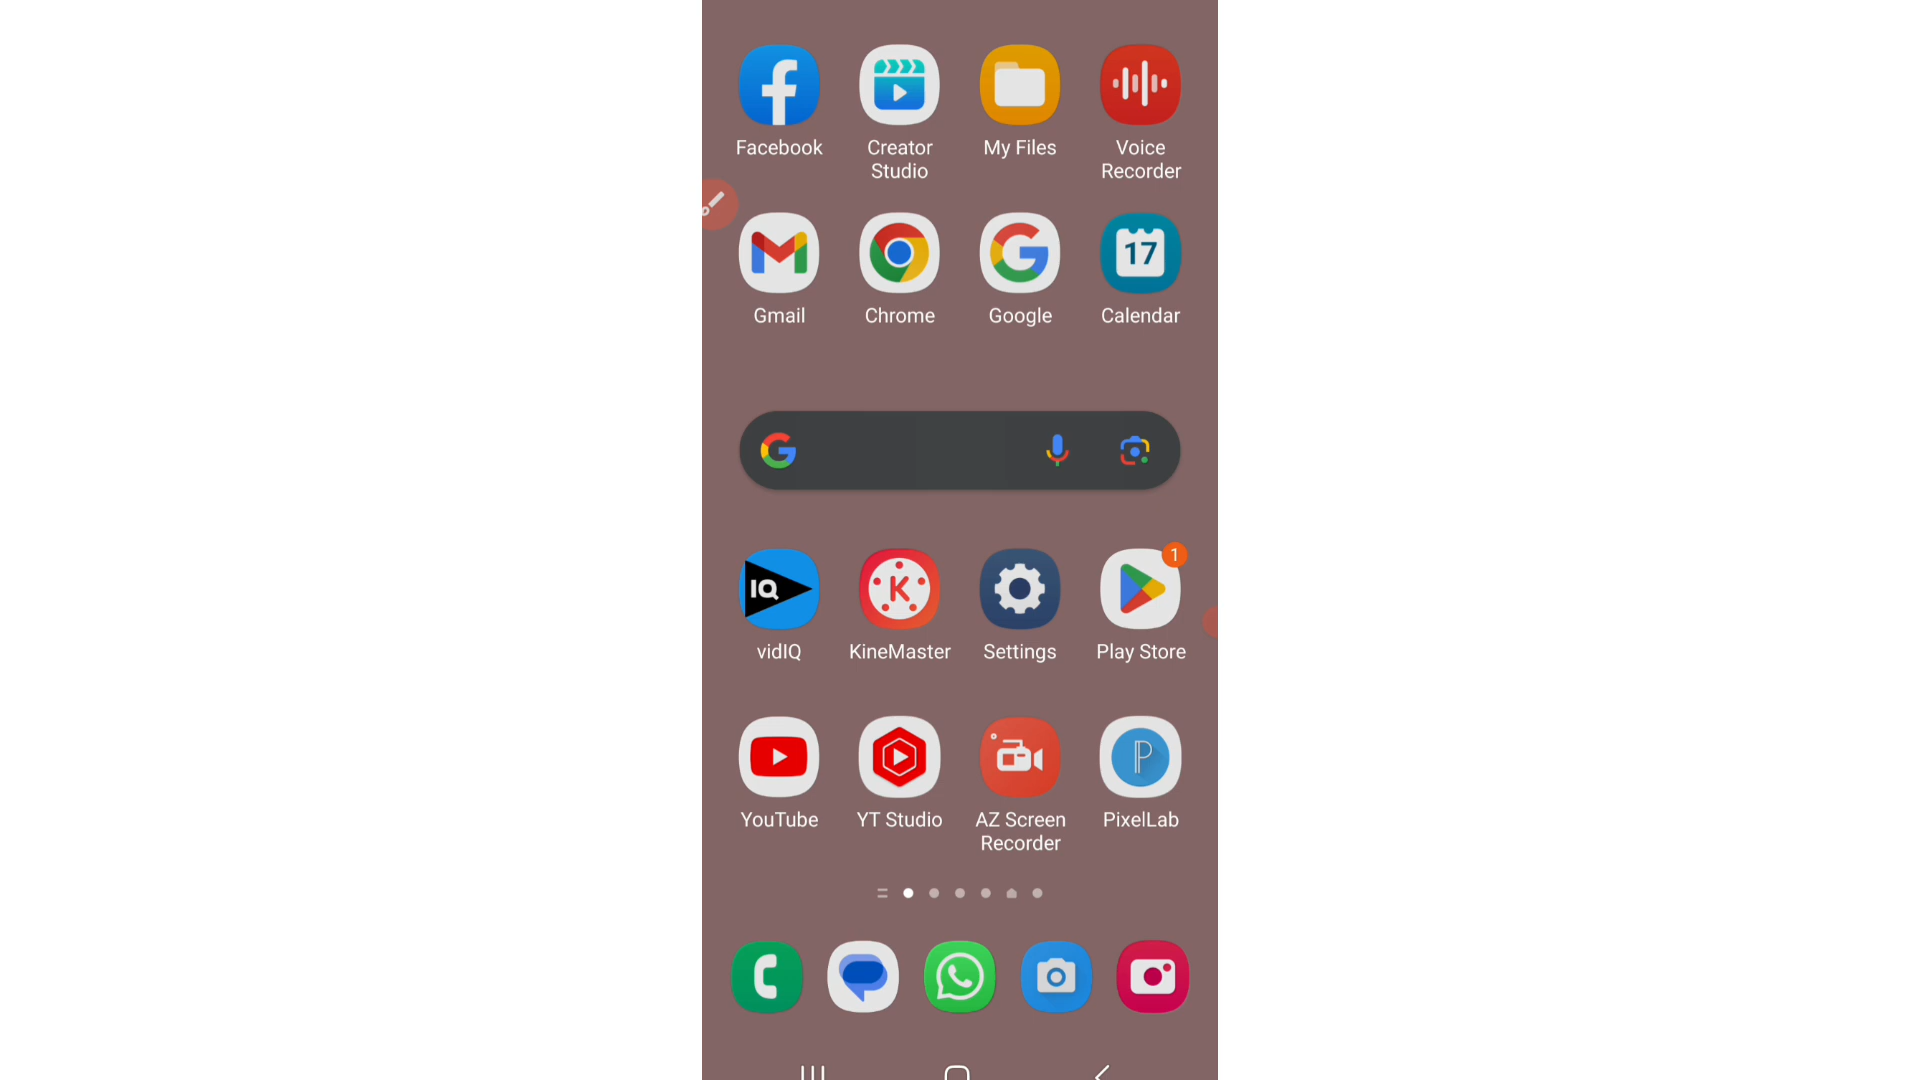 Facebook
Creator
Studio
My Files
Voice
Recorder
Gmail
Chrome
Google
17
Calendar
IQ
vidIQ
K
KineMaster
Settings
1
Play Store
YouTube
YT Studio
AZ Screen
Recorder
P
PixelLab